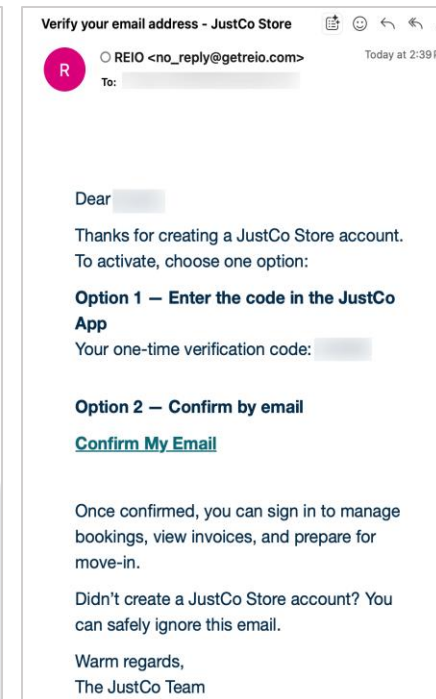 Verify your email address - JustCo Store
R
REIO <no_reply@getreio.com>
Today at 2:39
To:
Dear
Thanks for creating a JustCo Store account.
To activate, choose one option:
Option 1 — Enter the code in the JustCo
App
Your one-time verification code:
Option 2 — Confirm by email
Confirm My Email
Once confirmed, you can sign in to manage
bookings, view invoices, and prepare for
move-in.
Didn’t create a JustCo Store account? You
can safely ignore this email.
Warm regards,
The JustCo Team